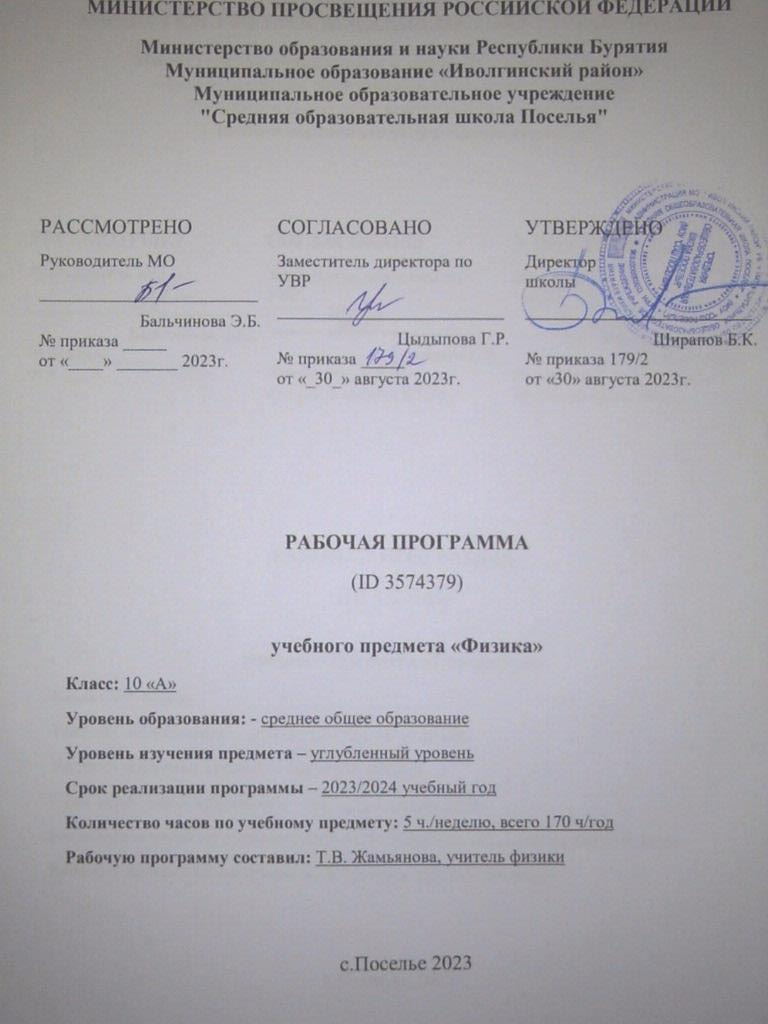 МИНИСТЕРСТВО ПРОСВЕЩЕНИЯ РОССИЙСКОЙ ФЕДЕРАЦИИ
Министерство образования и науки Республики Бурятия
Муниципальное образование «Иволгинский район»
Муниципальное образовательное учреждение
"Средняя образовательная школа Поселья"
РАССМОТРЕНО
Руководитель МО
Бальчинова Э.Б.
№ приказа _____
от «____» _______ 2023г.
СОГЛАСОВАНО
Заместитель директора по
УВР
Цыдыпова Г.Р.
№ приказа 179/2
от «_30_» августа 2023г.
УТВЕРЖДЕНО
Директор
школы
Ширапов Б.К.
№ приказа 179/2
от «30» августа 2023г.
РАБОЧАЯ ПРОГРАММА
(ID 3574379)
учебного предмета «Физика»
Класс: 10 «А»
Уровень образования: - среднее общее образование
Уровень изучения предмета – углубленный уровень
Срок реализации программы – 2023/2024 учебный год
Количество часов по учебному предмету: 5 ч./неделю, всего 170 ч/год
Рабочую программу составил: Т.В. Жамьянова, учитель физики
с.Поселье 2023